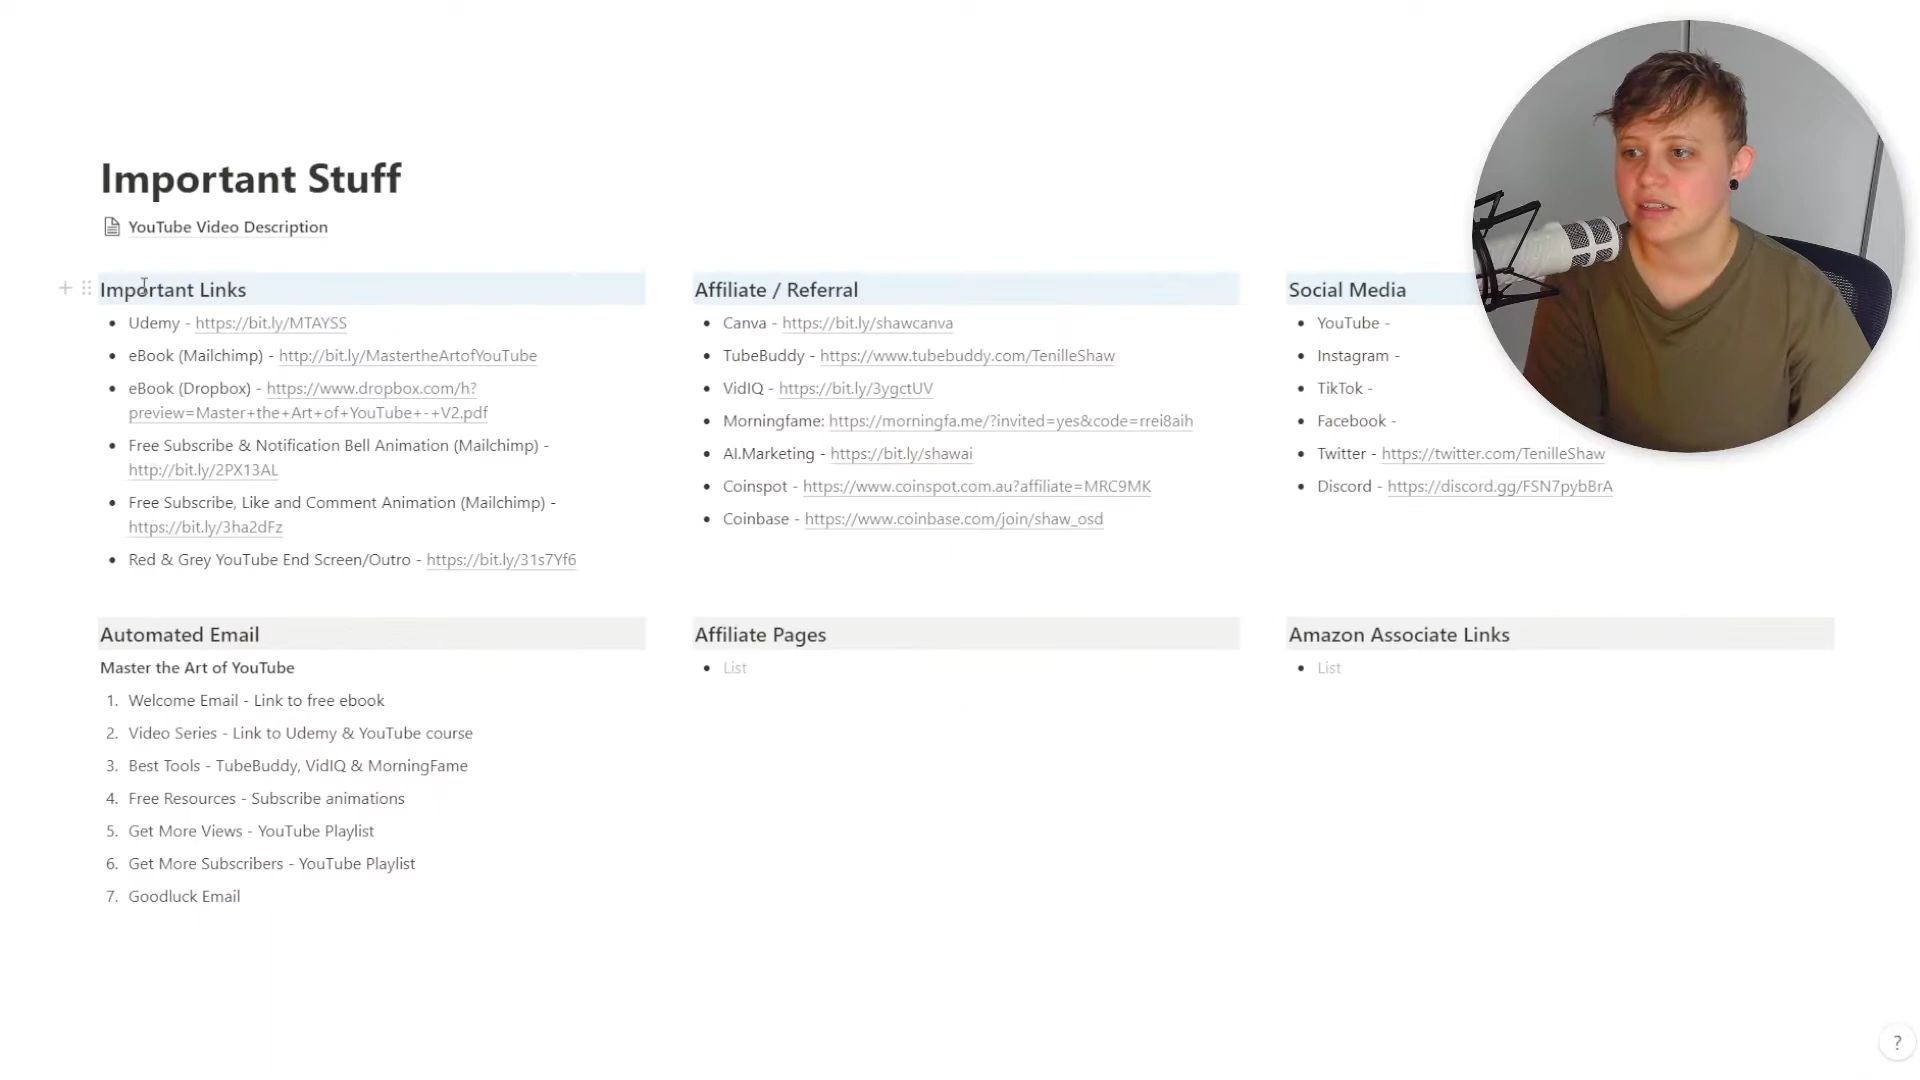 Important Stuff
YouTube Video Description
Important Links
Udemy - https://bit.ly/MTAYSS
eBook (Mailchimp) - http://bit.ly/MastertheArtofYouTube
eBook (Dropbox) - https://www.dropbox.com/h?
preview=Master+the+Art+of+YouTube+-+V2.pdf
Free Subscribe & Notification Bell Animation (Mailchimp) -
http://bit.ly/2PX13AL
Free Subscribe, Like and Comment Animation (Mailchimp) -
https://bit.ly/3ha2dFz
Red & Grey YouTube End Screen/Outro - https://bit.ly/31s7Yf6
Affiliate / Referral
Canva - https://bit.ly/shawcanva
TubeBuddy - https://www.tubebuddy.com/TenilleShaw
VidIQ - https://bit.ly/3ygctUV
Morningfame: https://morningfa.me/?invited=yes&code=rrei8aih
AI.Marketing - https://bit.ly/shawai
Coinspot - https://www.coinspot.com.au?affiliate=MRC9MK
Coinbase - https://www.coinbase.com/join/shaw_osd
Social Media
YouTube -
Instagram -
TikTok -
Facebook -
Twitter - https://twitter.com/TenilleShaw
Discord - https://discord.gg/FSN7pybBrA
Automated Email
Master the Art of YouTube
1. Welcome Email - Link to free ebook
2. Video Series - Link to Udemy & YouTube course
3. Best Tools - TubeBuddy, VidIQ & MorningFame
4. Free Resources - Subscribe animations
5. Get More Views - YouTube Playlist
6. Get More Subscribers - YouTube Playlist
7. Goodluck Email
Affiliate Pages
List
Amazon Associate Links
List
?